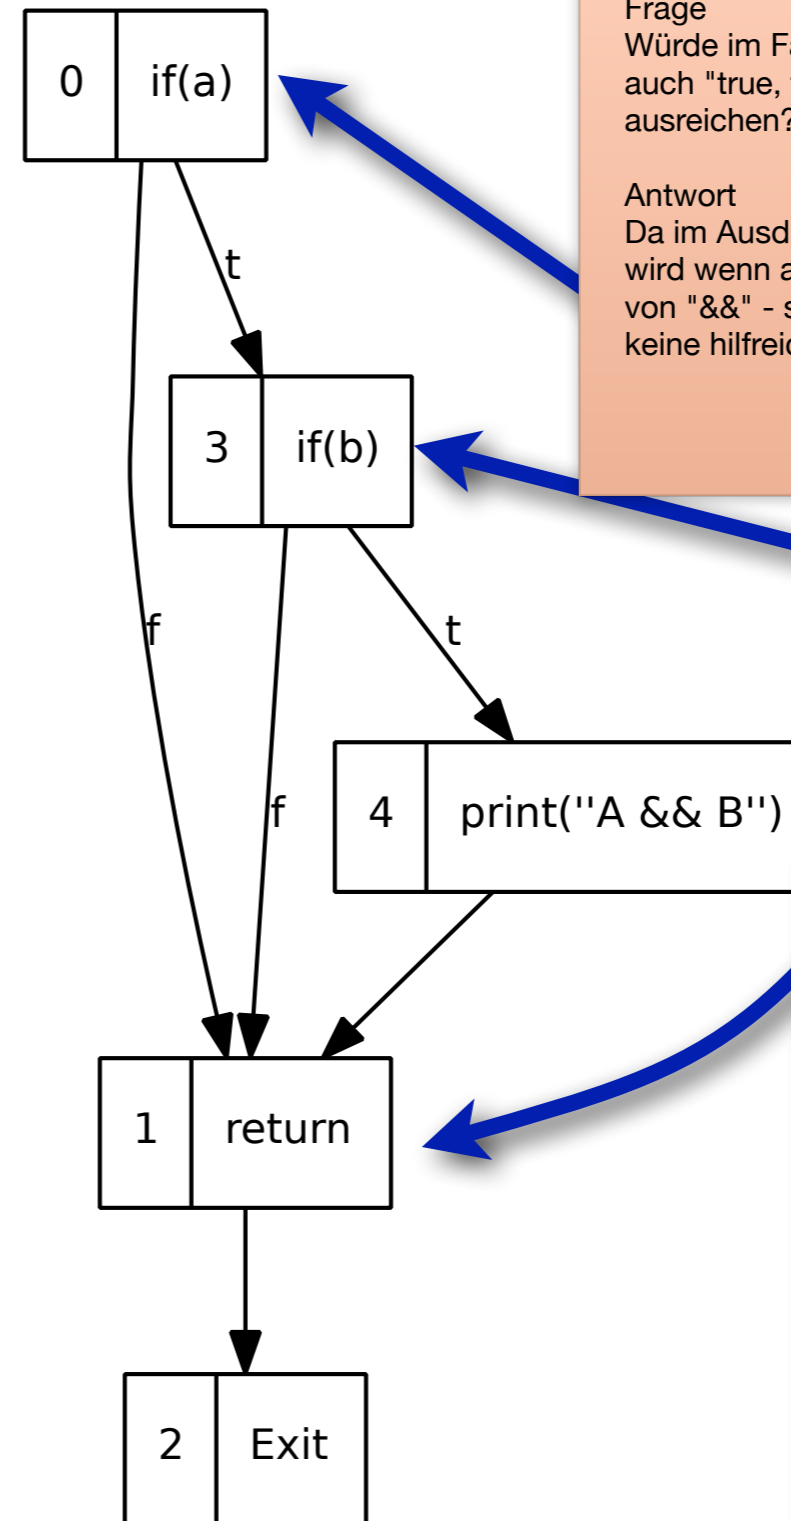 0 if(a)
t
3 if(b)
f
t
f
4 print(''A && B'')
1 return
2 Exit
Frage
Würde im Fa
auch "true,
ausreichen?
Antwort
Da im Ausd
wird wenn a
von "&&" - s
keine hilfreic